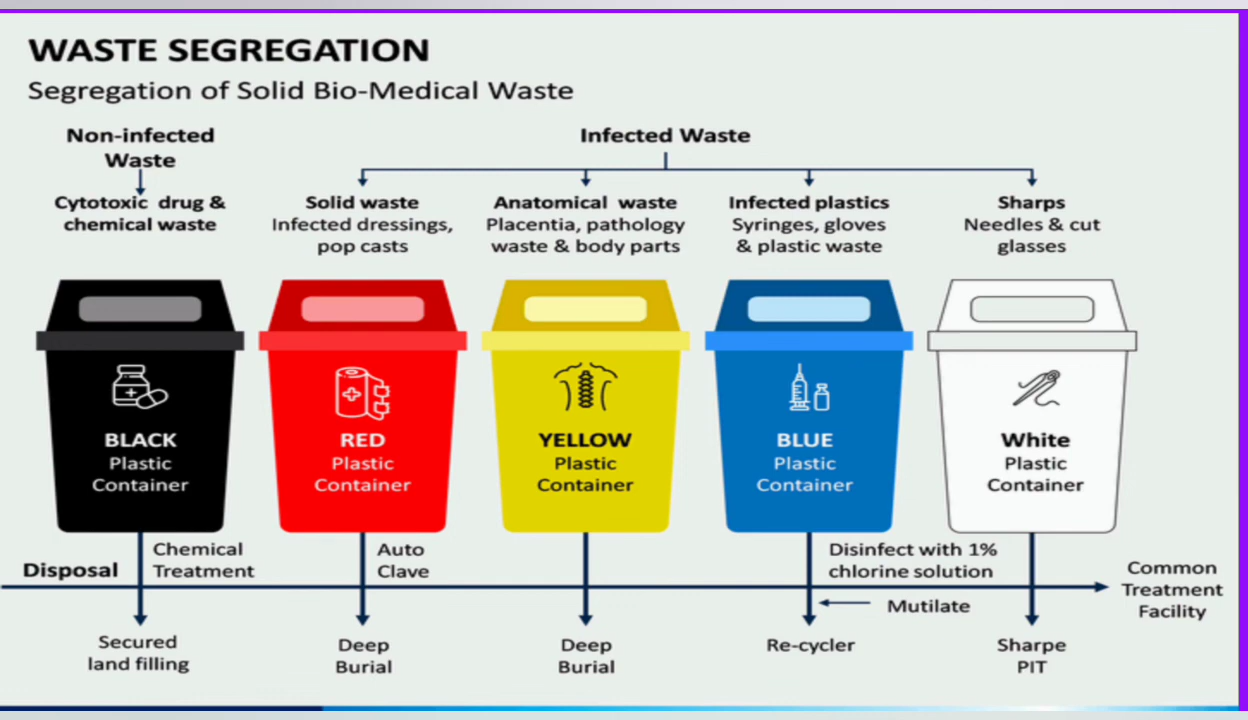 WASTE SEGREGATION
Segregation of Solid Bio-Medical Waste
Non-infected
Waste
Infected Waste
Cytotoxic drug &
chemical waste
Solid waste
Infected dressings,
pop casts
Anatomical waste
Placentia, pathology
waste & body parts
Infected plastics
Syringes, gloves
& plastic waste
Sharps
Needles & cut
glasses
BLACK
Plastic
Container
RED
Plastic
Container
YELLOW
Plastic
Container
BLUE
Plastic
Container
White
Plastic
Container
Disposal
Chemical
Treatment
Auto
Clave
Disinfect with 1%
chlorine solution
Mutilate
Common
Treatment
Facility
Secured
land filling
Deep
Burial
Deep
Burial
Re-cycler
Sharpe
PIT